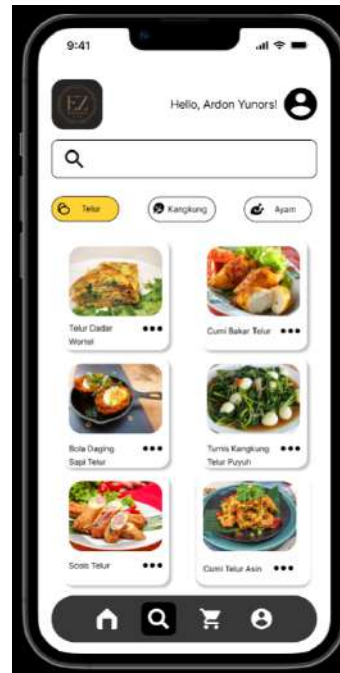 9:41
EZ
Hello, Ardon Yunors!
Telur
Kangkung
Ayam
Telur Dadar
Wortel
Cumi Bakar Telur
Bola Daging
Sapi Telur
Tumis Kangkung
Telur Puyuh
Sosis Telur
Cumi Telur Asin